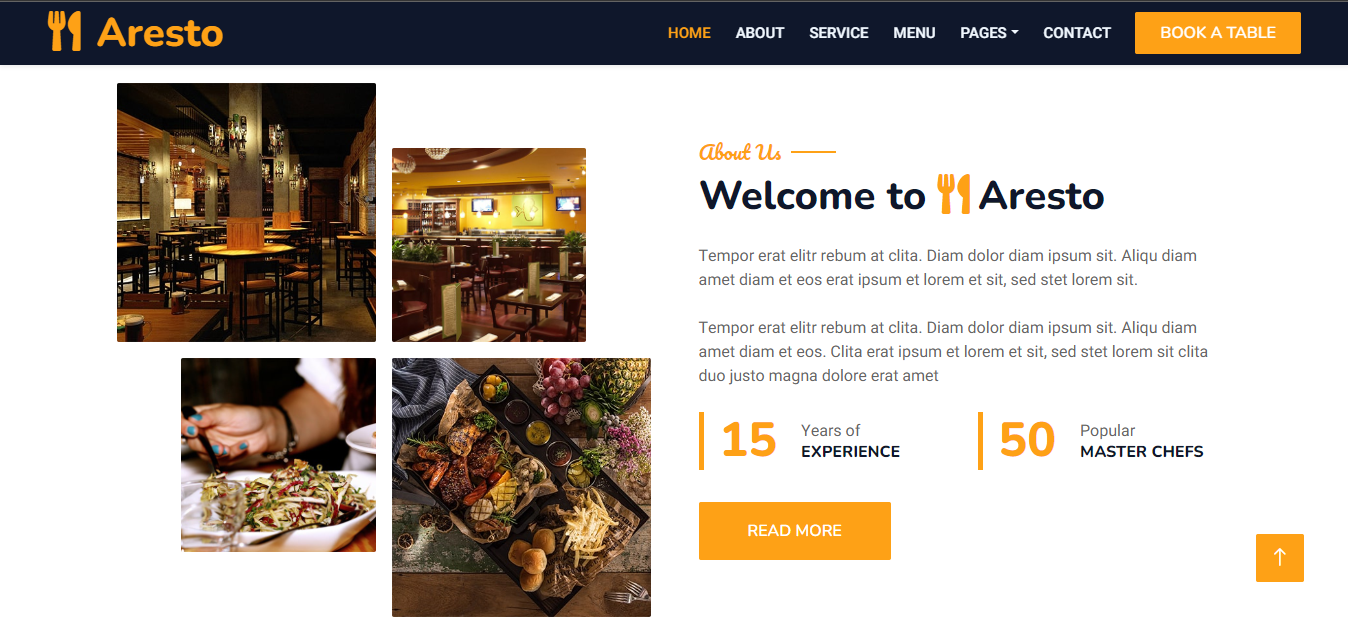 Aresto
HOME ABOUT SERVICE MENU PAGES CONTACT BOOK A TABLE
About Us
Welcome to Aresto
Tempor erat elitr rebum at clita. Diam dolor diam ipsum sit. Aliqu diam
amet diam et eos erat ipsum et lorem et sit, sed stet lorem sit.
Tempor erat elitr rebum at clita. Diam dolor diam ipsum sit. Aliqu diam
amet diam et eos. Clita erat ipsum et lorem et sit, sed stet lorem sit clita
duo justo magna dolore erat amet
15 Years of
EXPERIENCE
50 Popular
MASTER CHEFS
READ MORE